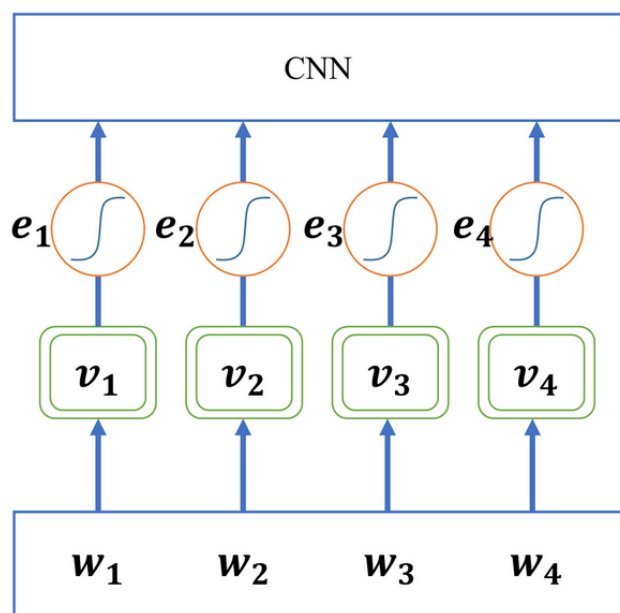 CNN
e₁ e₂ e₃ e₄
v₁ v₂ v₃ v₄
w₁ w₂ w₃ w₄